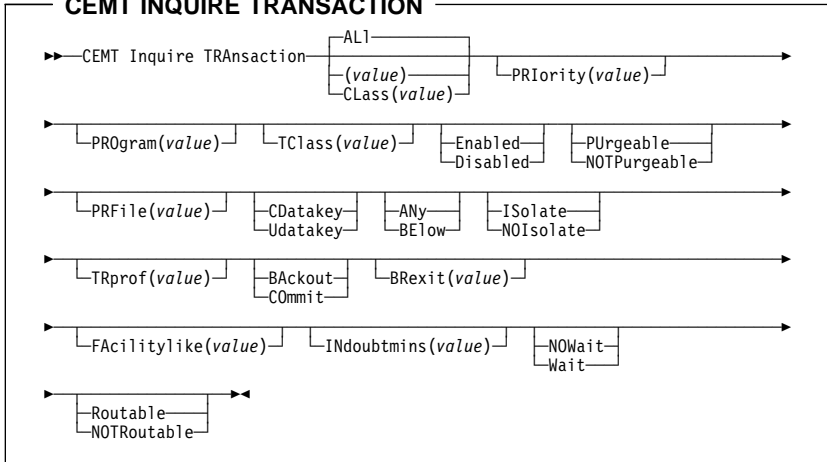 CEMT INQUIRE TRANSACTION
ALl
CEMT Inquire TRAnsaction
(value) PRIority(value)
CLass(value)
PROgram(value) TClass(value) Enabled PUrgeable
Disabled NOTPurgeable
PRFile(value) CDatakey ANy ISolate
Udatakey BElow NOIsolate
TRprof(value) BAckout BRexit(value)
COmmit
FAcilitylike(value) INdoubtmins(value) NOWait
Wait
Routable
NOTRoutable